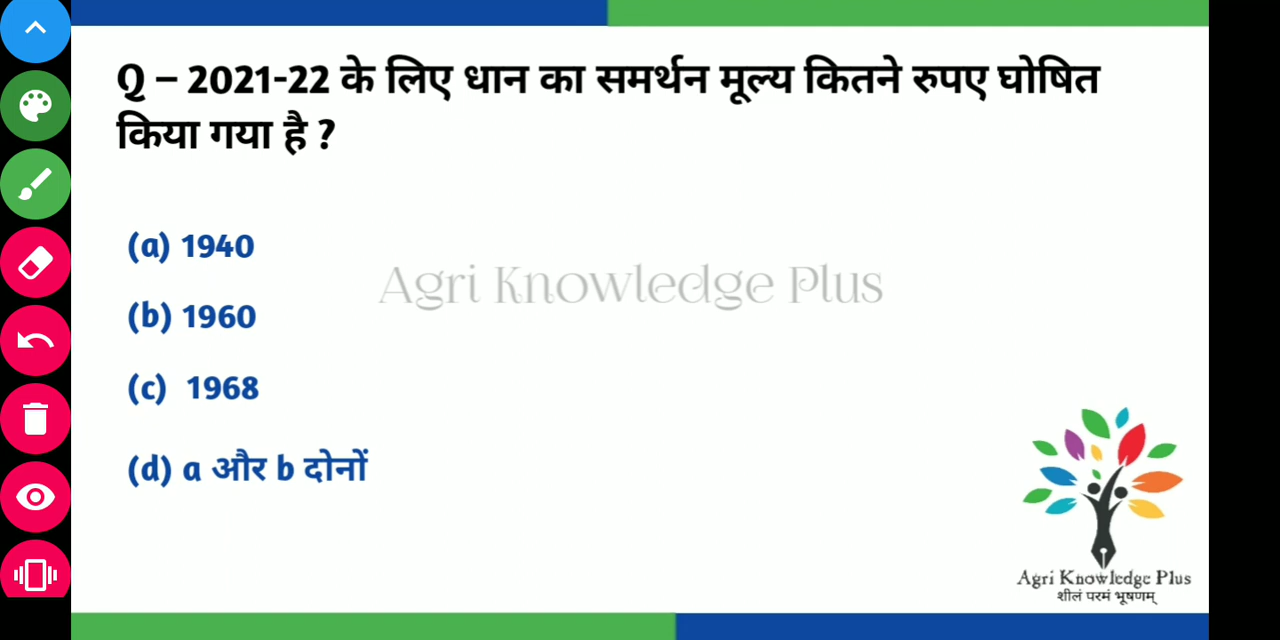 Q – 2021-22 के लिए धान का समर्थन मूल्य कितने रुपए घोषित
किया गया है ?
(a) 1940
Agri Knowledge Plus
(b) 1960
(c) 1968
(d) a और b दोनों
Agri Knowledge Plus
शीलं परमं भूषणम्